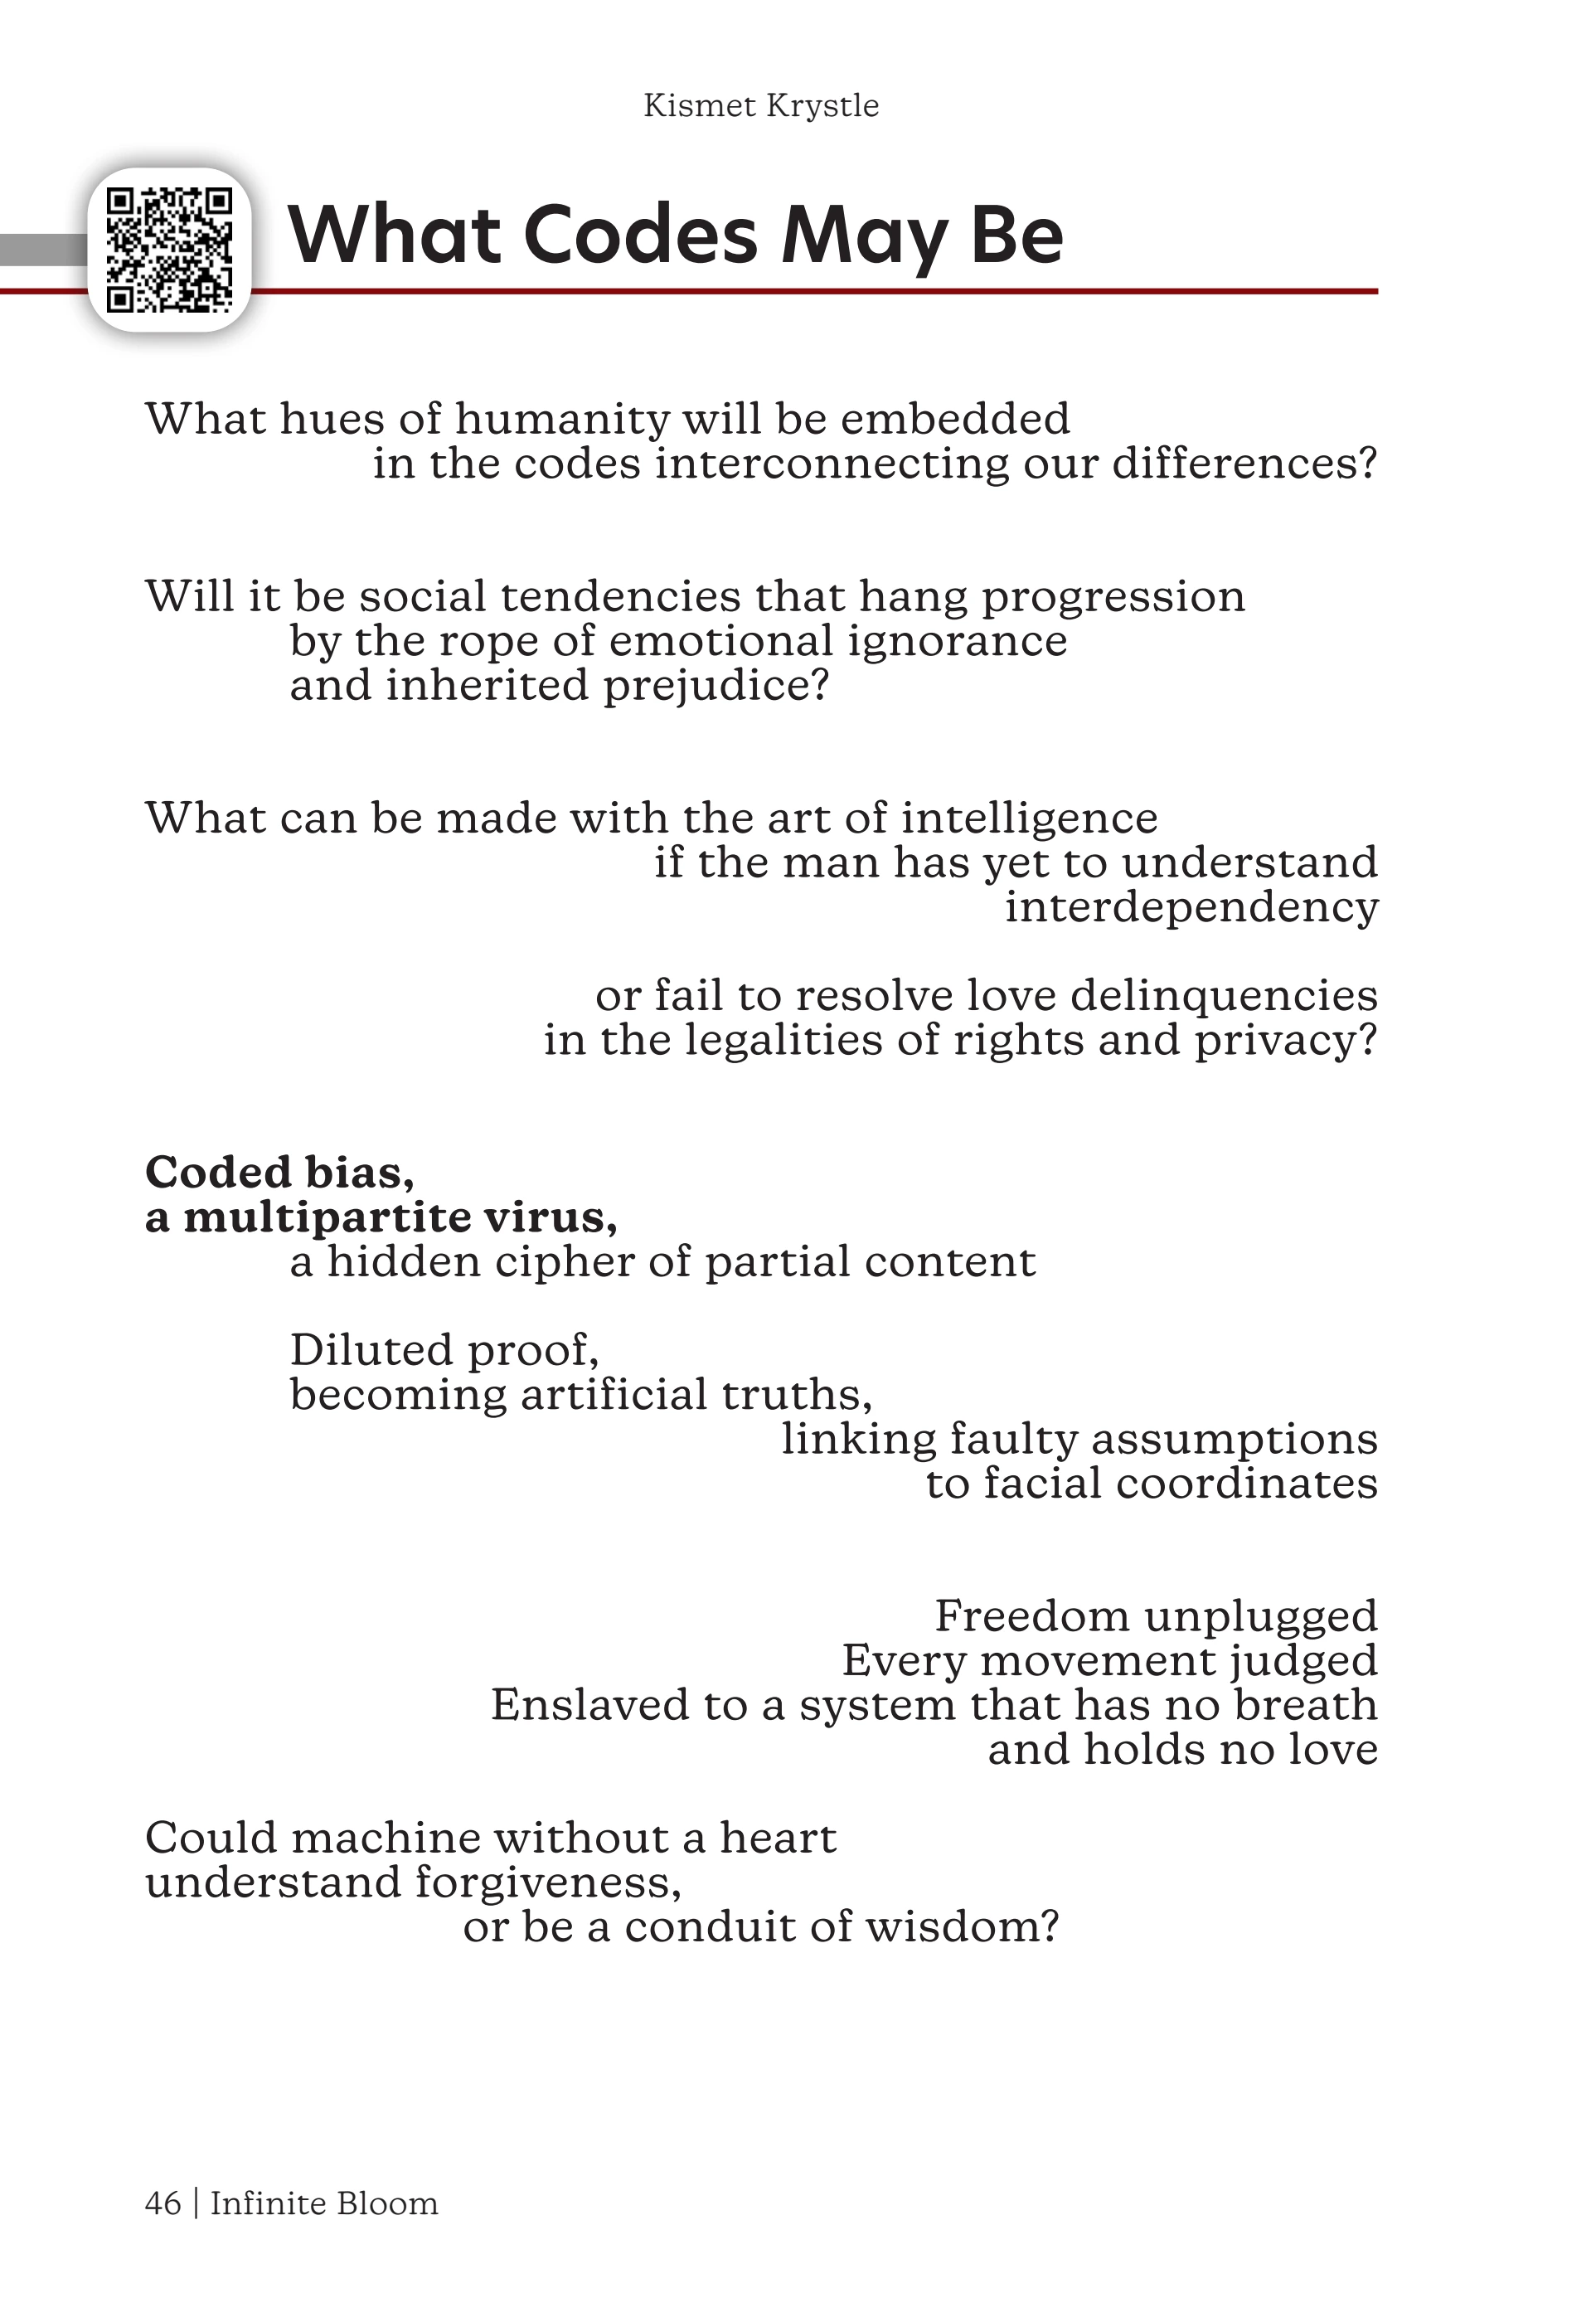 Kismet Krystle
What Codes May Be
What hues of humanity will be embedded
in the codes interconnecting our differences?
Will it be social tendencies that hang progression
by the rope of emotional ignorance
and inherited prejudice?
What can be made with the art of intelligence
if the man has yet to understand
interdependency
or fail to resolve love delinquencies
in the legalities of rights and privacy?
Coded bias,
a multipartite virus,
a hidden cipher of partial content
Diluted proof,
becoming artificial truths,
linking faulty assumptions
to facial coordinates
Freedom unplugged
Every movement judged
Enslaved to a system that has no breath
and holds no love
Could machine without a heart
understand forgiveness,
or be a conduit of wisdom?
46 | Infinite Bloom